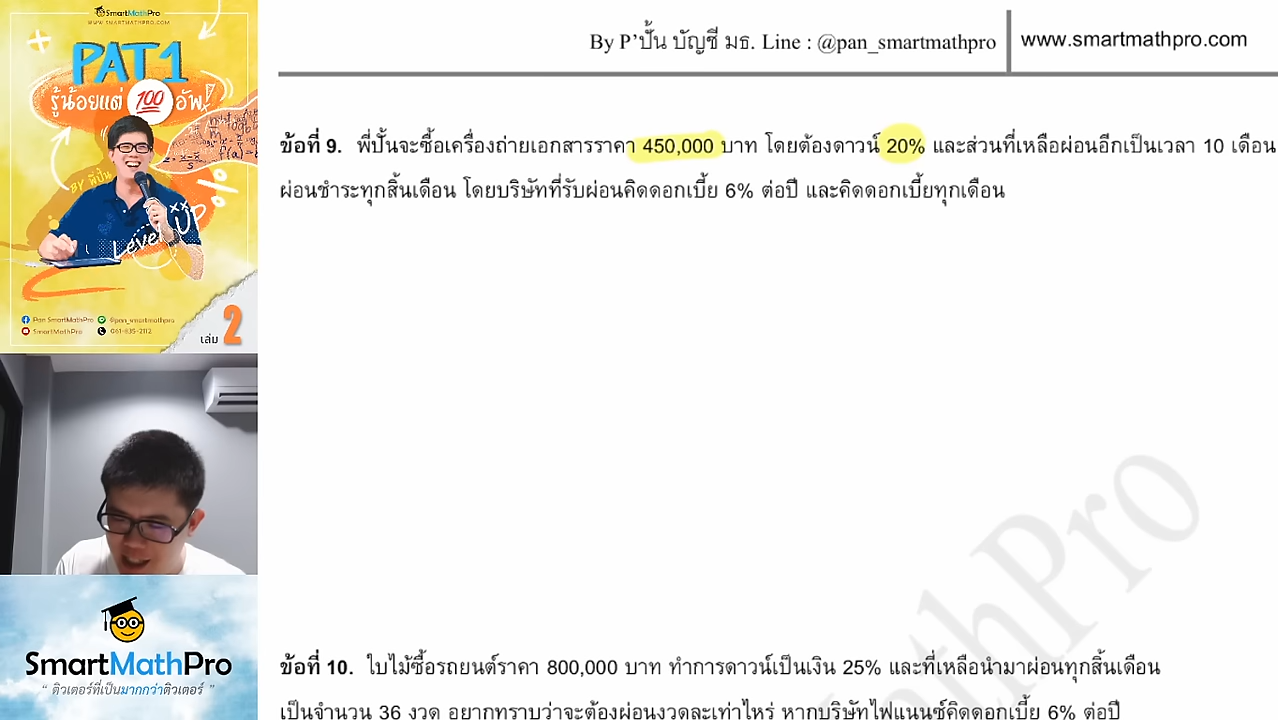 SmartMathPro
WWW.SMARTMATHPRO.COM
PAT1
รู้น้อยแต่ 100 อัพ!
BY พี่ปั้น
Level UP
Pan SmartMathPro @pan_smartmathpro
SmartMathPro 061-835-2112
เล่ม 2
SmartMathPro
“ ติวเตอร์ที่เป็นมากกว่าติวเตอร์ ”
By P’ปั้น บัญชี มธ. Line : @pan_smartmathpro www.smartmathpro.com
ข้อที่ 9. พี่ปั้นจะซื้อเครื่องถ่ายเอกสารราคา 450,000 บาท โดยต้องดาวน์ 20% และส่วนที่เหลือผ่อนอีกเป็นเวลา 10 เดือน
ผ่อนชำระทุกสิ้นเดือน โดยบริษัทที่รับผ่อนคิดดอกเบี้ย 6% ต่อปี และคิดดอกเบี้ยทุกเดือน
athPro
ข้อที่ 10. ใบไม้ซื้อรถยนต์ราคา 800,000 บาท ทำการดาวน์เป็นเงิน 25% และที่เหลือนำมาผ่อนทุกสิ้นเดือน
เป็นจำนวน 36 งวด อยากทราบว่าจะต้องผ่อนงวดละเท่าไหร่ หากบริษัทไฟแนนซ์คิดดอกเบี้ย 6% ต่อปี